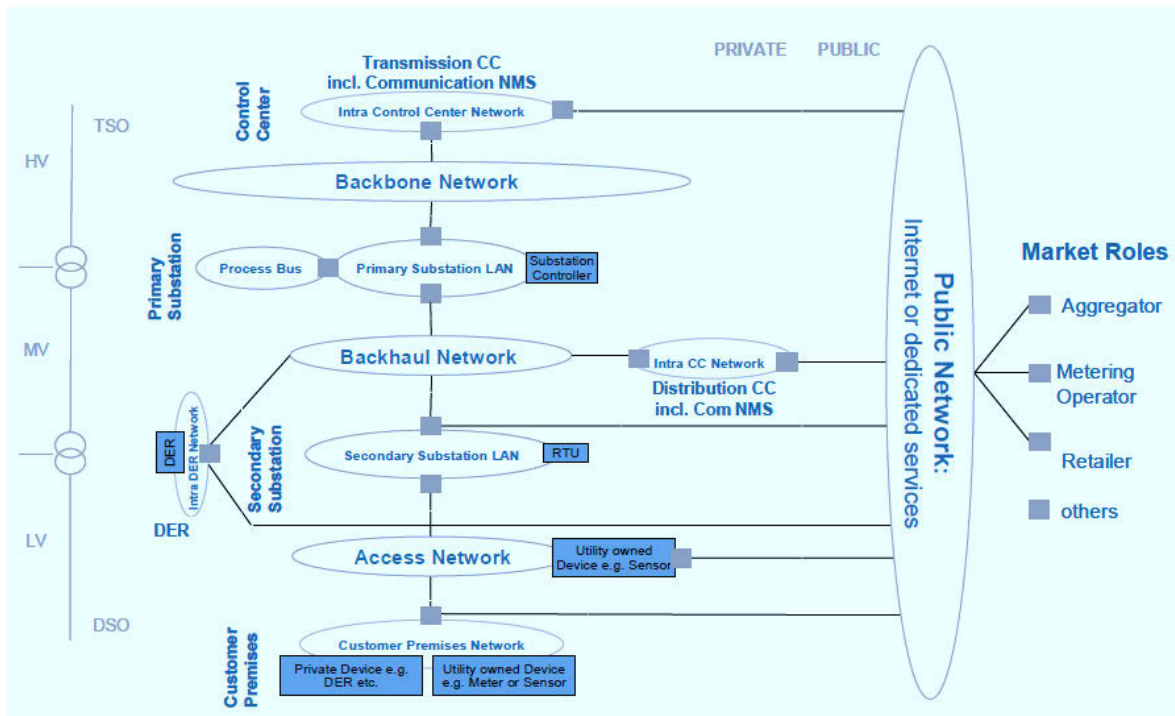 PRIVATE PUBLIC
Transmission CC
incl. Communication NMS
Control
Center
Intra Control Center Network
TSO
HV
Backbone Network
Primary
Substation
Process Bus
Primary Substation LAN
Substation
Controller
MV
Backhaul Network
Intra CC Network
Distribution CC
incl. Com NMS
DER
Intra DER Network
DER
Secondary
Substation
Secondary Substation LAN
RTU
LV
Access Network
Utility owned
Device e.g. Sensor
DSO
Customer
Premises
Customer Premises Network
Private Device e.g.
DER etc.
Utility owned Device
e.g. Meter or Sensor
Public Network:
Internet or dedicated services
Market Roles
Aggregator
Metering
Operator
Retailer
others